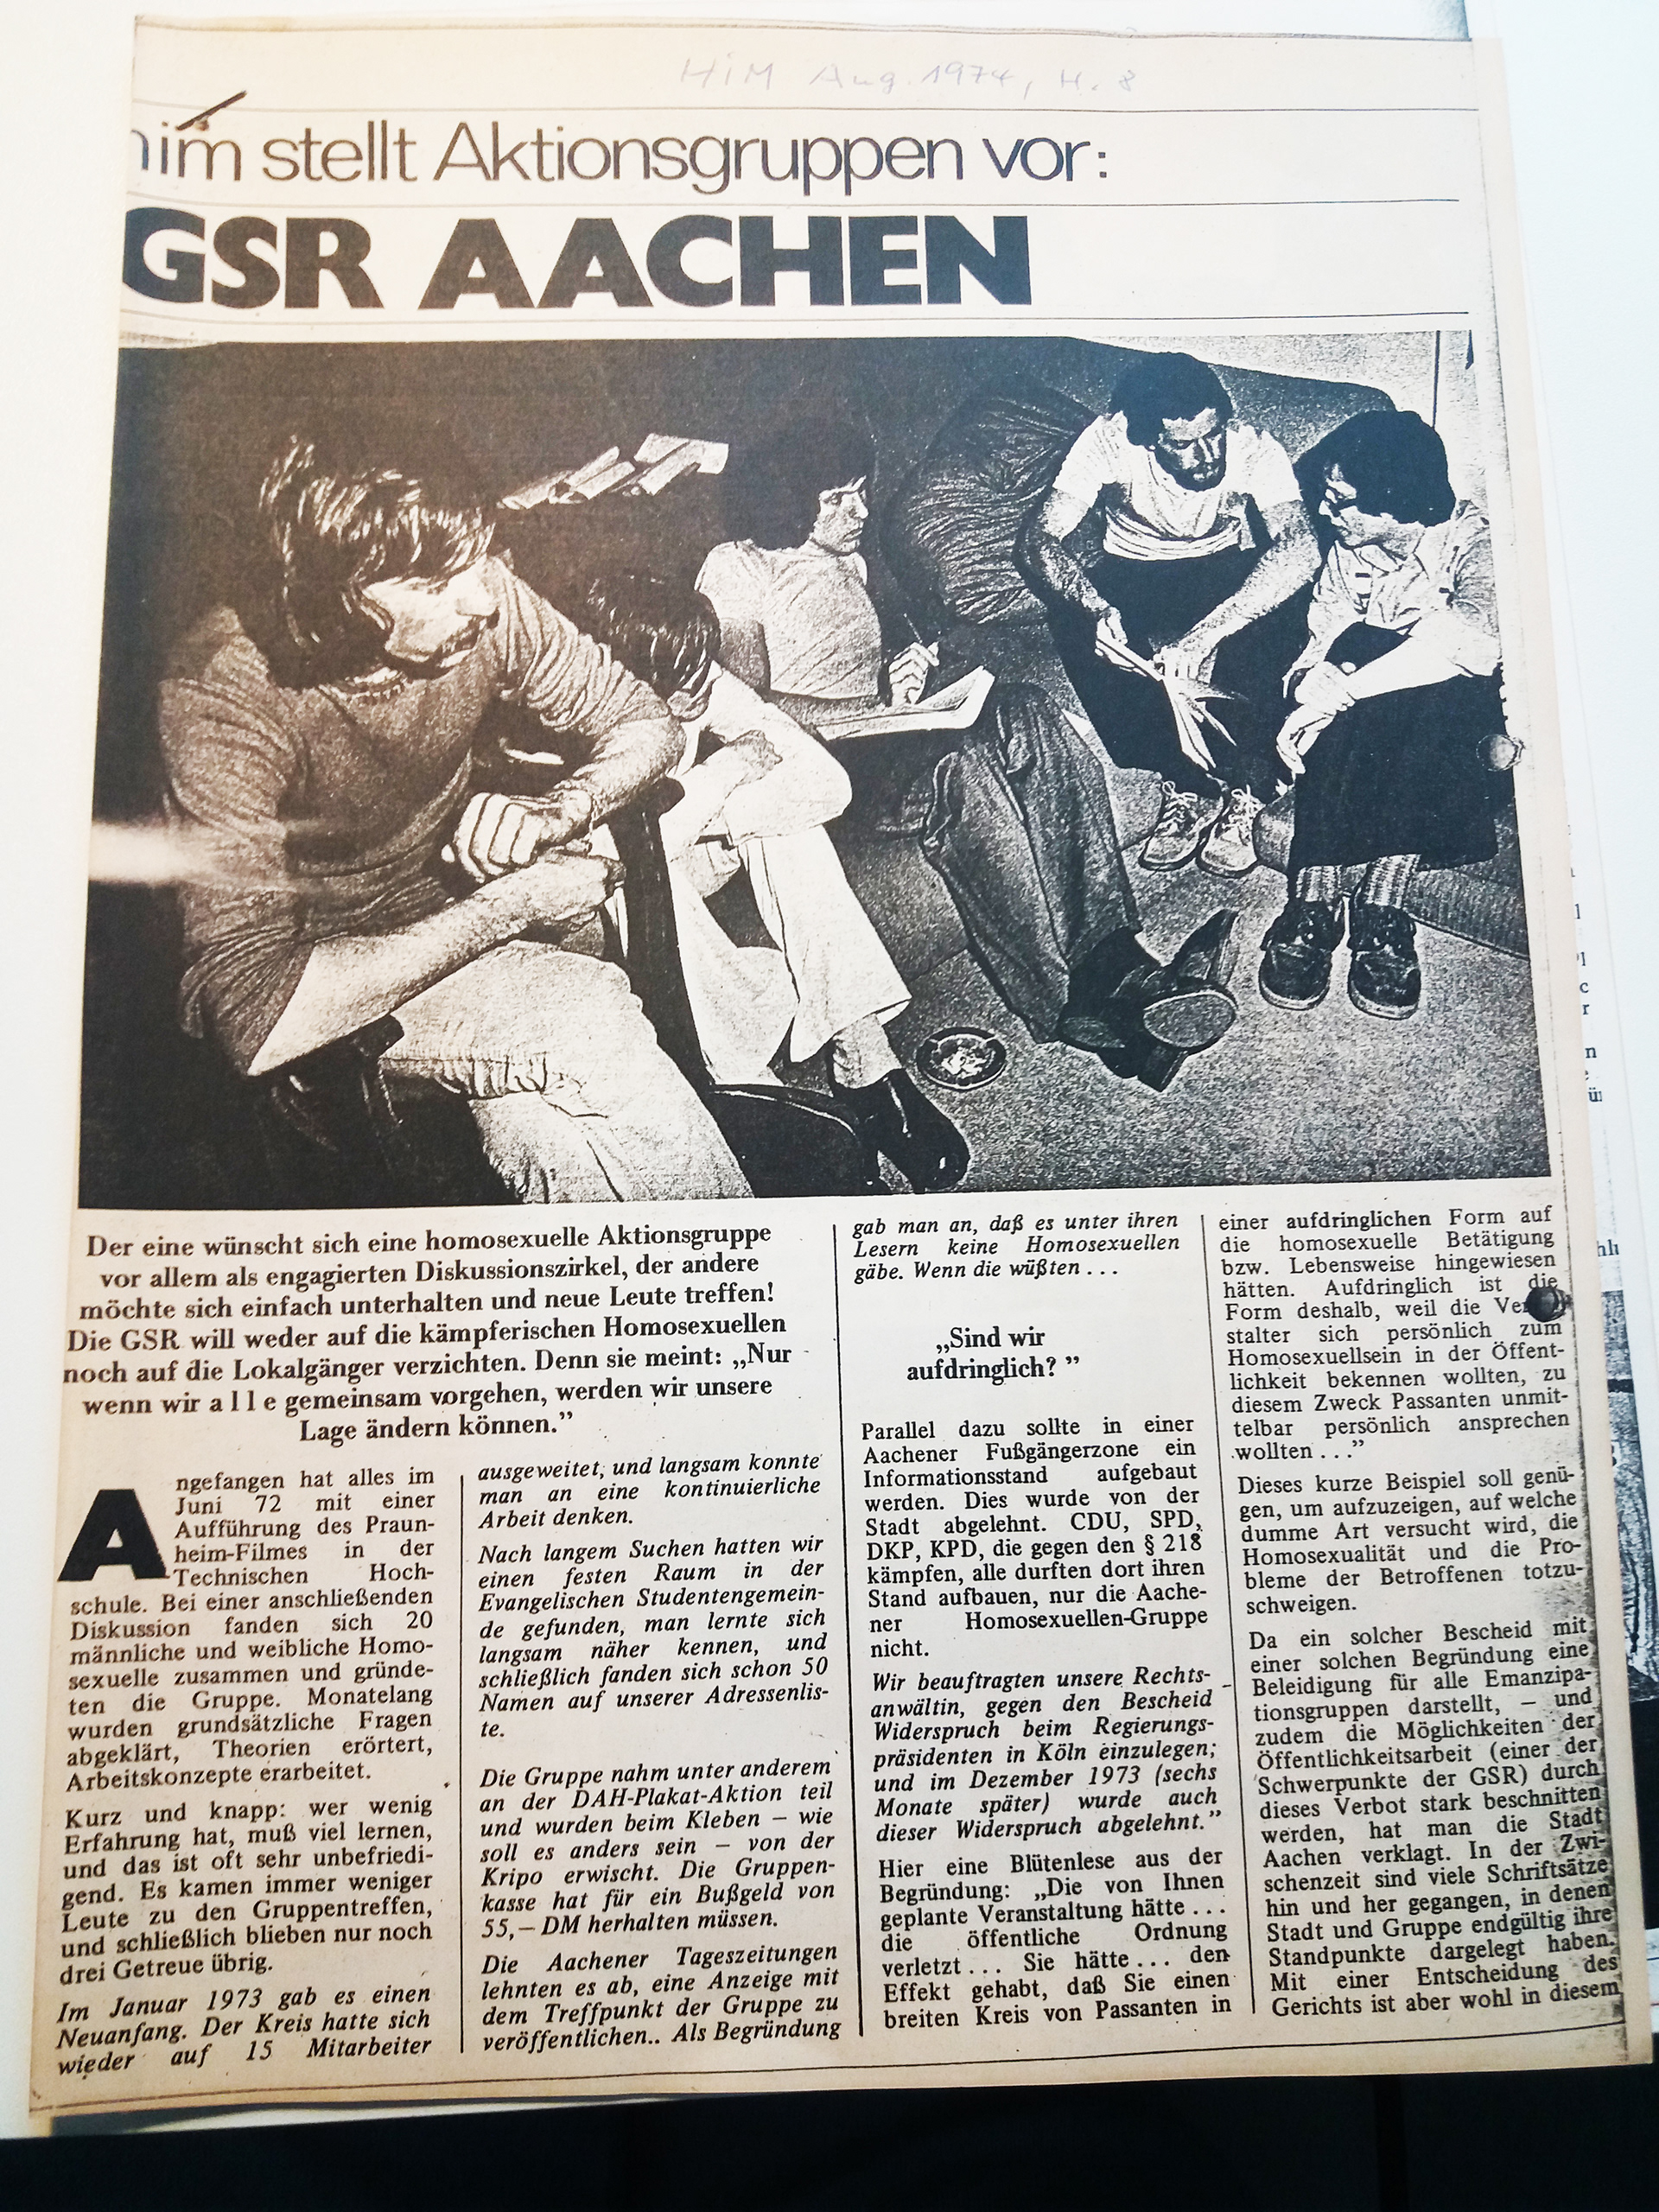 HiM Aug. 1974, H. 8
him stellt Aktionsgruppen vor:
GSR AACHEN
Der eine wünscht sich eine homosexuelle Aktionsgruppe
vor allem als engagierten Diskussionszirkel, der andere
möchte sich einfach unterhalten und neue Leute treffen!
Die GSR will weder auf die kämpferischen Homosexuellen
noch auf die Lokalgänger verzichten. Denn sie meint: „Nur
wenn wir a l l e gemeinsam vorgehen, werden wir unsere
Lage ändern können.”
Angefangen hat alles im
Juni 72 mit einer
Aufführung des Praun-
heim-Filmes in der
Technischen Hoch-
schule. Bei einer anschließenden
Diskussion fanden sich 20
männliche und weibliche Homo-
sexuelle zusammen und gründe-
ten die Gruppe. Monatelang
wurden grundsätzliche Fragen
abgeklärt, Theorien erörtert,
Arbeitskonzepte erarbeitet.
Kurz und knapp: wer wenig
Erfahrung hat, muß viel lernen,
und das ist oft sehr unbefriedi-
gend. Es kamen immer weniger
Leute zu den Gruppentreffen,
und schließlich blieben nur noch
drei Getreue übrig.
Im Januar 1973 gab es einen
Neuanfang. Der Kreis hatte sich
wieder auf 15 Mitarbeiter
ausgeweitet, und langsam konnte
man an eine kontinuierliche
Arbeit denken.
Nach langem Suchen hatten wir
einen festen Raum in der
Evangelischen Studentengemein-
de gefunden, man lernte sich
langsam näher kennen, und
schließlich fanden sich schon 50
Namen auf unserer Adressenlis-
te.
Die Gruppe nahm unter anderem
an der DAH-Plakat-Aktion teil
und wurden beim Kleben – wie
soll es anders sein – von der
Kripo erwischt. Die Gruppen-
kasse hat für ein Bußgeld von
55,– DM herhalten müssen.
Die Aachener Tageszeitungen
lehnten es ab, eine Anzeige mit
dem Treffpunkt der Gruppe zu
veröffentlichen.. Als Begründung
gab man an, daß es unter ihren
Lesern keine Homosexuellen
gäbe. Wenn die wüßten . . .
„Sind wir
aufdringlich? ”
Parallel dazu sollte in einer
Aachener Fußgängerzone ein
Informationsstand aufgebaut
werden. Dies wurde von der
Stadt abgelehnt. CDU, SPD,
DKP, KPD, die gegen den § 218
kämpfen, alle durften dort ihren
Stand aufbauen, nur die Aache-
ner Homosexuellen-Gruppe
nicht.
Wir beauftragten unsere Rechts-
anwältin, gegen den Bescheid
Widerspruch beim Regierungs-
präsidenten in Köln einzulegen;
und im Dezember 1973 (sechs
Monate später) wurde auch
dieser Widerspruch abgelehnt.”
Hier eine Blütenlese aus der
Begründung: „Die von Ihnen
geplante Veranstaltung hätte . . .
die öffentliche Ordnung
verletzt . . . Sie hätte . . . den
Effekt gehabt, daß Sie einen
breiten Kreis von Passanten in
einer aufdringlichen Form auf
die homosexuelle Betätigung
bzw. Lebensweise hingewiesen
hätten. Aufdringlich ist die
Form deshalb, weil die Ver
stalter sich persönlich zum
Homosexuellsein in der Öffent-
lichkeit bekennen wollten, zu
diesem Zweck Passanten unmit-
telbar persönlich ansprechen
wollten . . .”
Dieses kurze Beispiel soll genü-
gen, um aufzuzeigen, auf welche
dumme Art versucht wird, die
Homosexualität und die Pro-
bleme der Betroffenen totzu-
schweigen.
Da ein solcher Bescheid mit
einer solchen Begründung eine
Beleidigung für alle Emanzipa-
tionsgruppen darstellt, – und
zudem die Möglichkeiten der
Öffentlichkeitsarbeit (einer der
Schwerpunkte der GSR) durch
dieses Verbot stark beschnitten
werden, hat man die Stadt
Aachen verklagt. In der Zwi-
schenzeit sind viele Schriftsätze
hin und her gegangen, in denen
Stadt und Gruppe endgültig ihre
Standpunkte dargelegt haben.
Mit einer Entscheidung des
Gerichts ist aber wohl in diesem